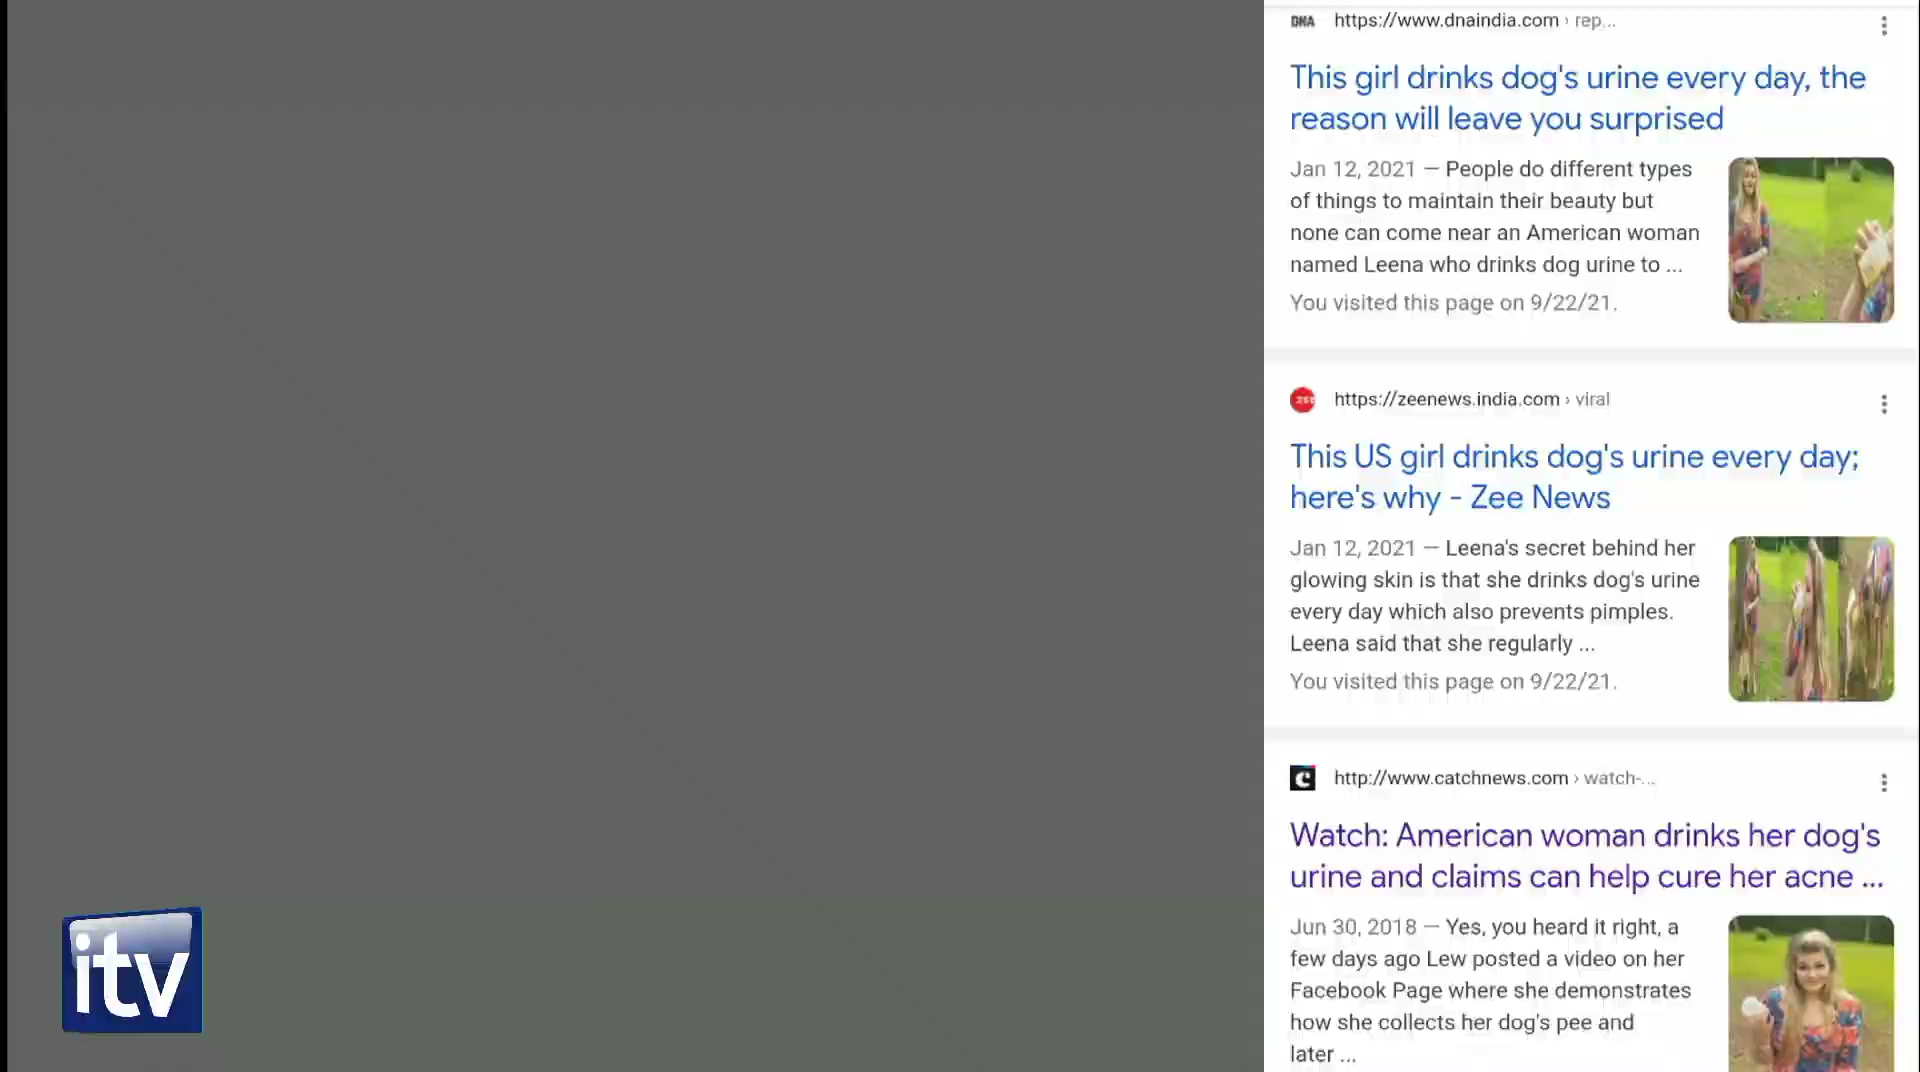 DNA https://www.dnaindia.com › rep...
This girl drinks dog's urine every day, the
reason will leave you surprised
Jan 12, 2021 — People do different types
of things to maintain their beauty but
none can come near an American woman
named Leena who drinks dog urine to ...
You visited this page on 9/22/21.
ZEE https://zeenews.india.com › viral
This US girl drinks dog's urine every day;
here's why - Zee News
Jan 12, 2021 — Leena's secret behind her
glowing skin is that she drinks dog's urine
every day which also prevents pimples.
Leena said that she regularly ...
You visited this page on 9/22/21.
C http://www.catchnews.com › watch-...
Watch: American woman drinks her dog's
urine and claims can help cure her acne ...
Jun 30, 2018 — Yes, you heard it right, a
few days ago Lew posted a video on her
Facebook Page where she demonstrates
how she collects her dog's pee and
later ...
itv